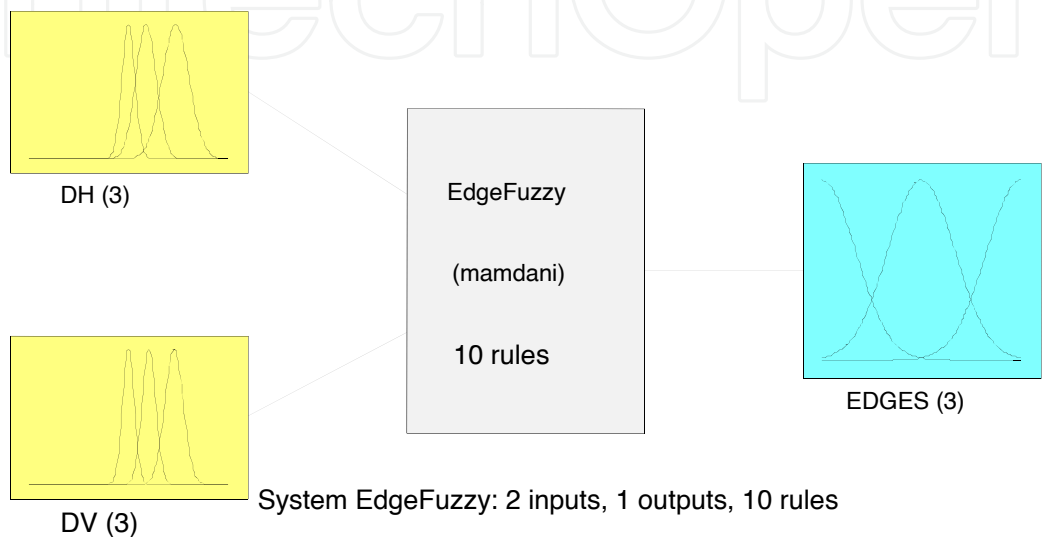 DH (3)
EdgeFuzzy
(mamdani)
10 rules
EDGES (3)
DV (3)
System EdgeFuzzy: 2 inputs, 1 outputs, 10 rules